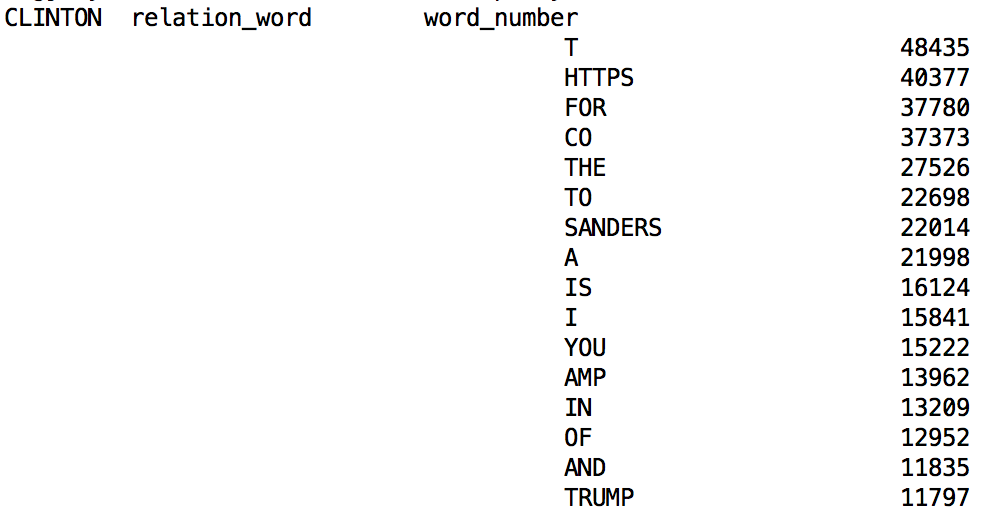 CLINTON relation_word word_number
T 48435
HTTPS 40377
FOR 37780
CO 37373
THE 27526
TO 22698
SANDERS 22014
A 21998
IS 16124
I 15841
YOU 15222
AMP 13962
IN 13209
OF 12952
AND 11835
TRUMP 11797